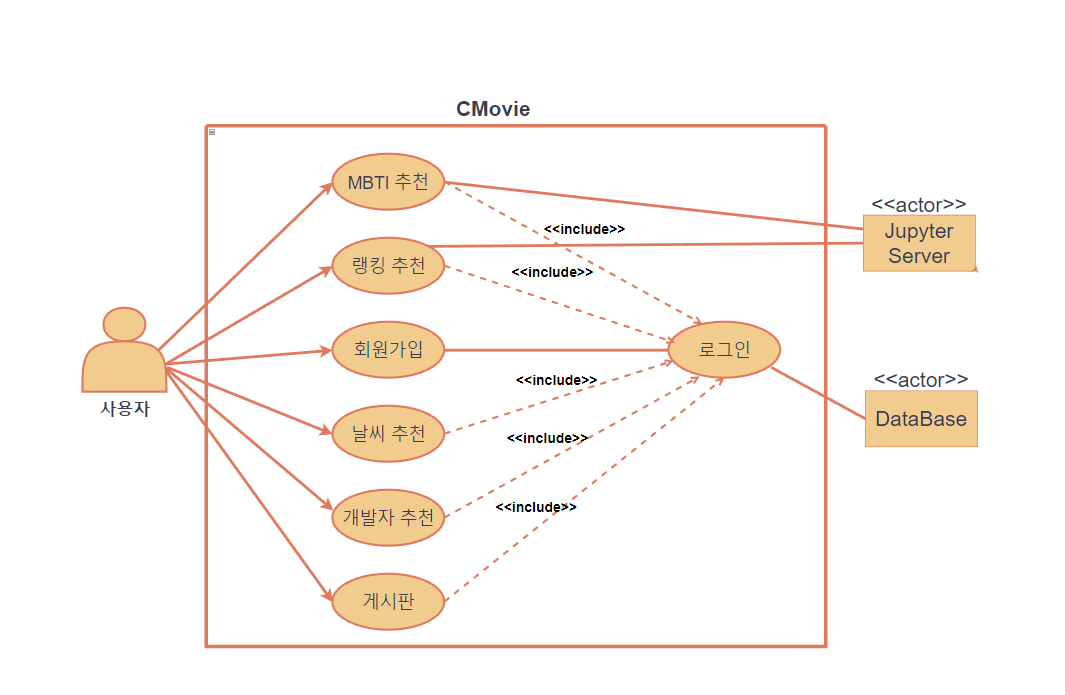 CMovie
MBTI 추천
<<actor>>
Jupyter
Server
<<include>>
랭킹 추천
<<include>>
회원가입
로그인
사용자
<<include>>
<<actor>>
DataBase
날씨 추천
<<include>>
개발자 추천
<<include>>
게시판